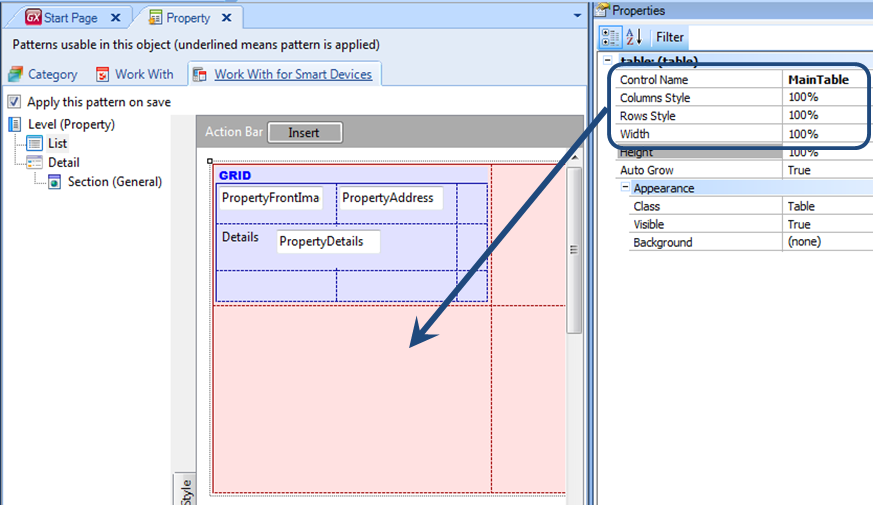 GX Start Page
Property
Patterns usable in this object (underlined means pattern is applied)
Category
Work With
Work With for Smart Devices
Apply this pattern on save
Level (Property)
List
Detail
Section (General)
Action Bar
Insert
GRID
PropertyFrontIma
PropertyAddress
Details
PropertyDetails
Style
Properties
Filter
table: (table)
Control Name MainTable
Columns Style 100%
Rows Style 100%
Width 100%
Height 100%
Auto Grow True
Appearance
Class Table
Visible True
Background (none)